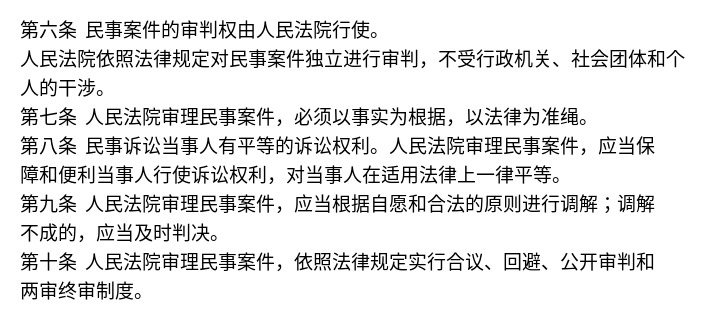 第六条 民事案件的审判权由人民法院行使。
人民法院依照法律规定对民事案件独立进行审判，不受行政机关、社会团体和个
人的干涉。
第七条 人民法院审理民事案件，必须以事实为根据，以法律为准绳。
第八条 民事诉讼当事人有平等的诉讼权利。人民法院审理民事案件，应当保
障和便利当事人行使诉讼权利，对当事人在适用法律上一律平等。
第九条 人民法院审理民事案件，应当根据自愿和合法的原则进行调解；调解
不成的，应当及时判决。
第十条 人民法院审理民事案件，依照法律规定实行合议、回避、公开审判和
两审终审制度。